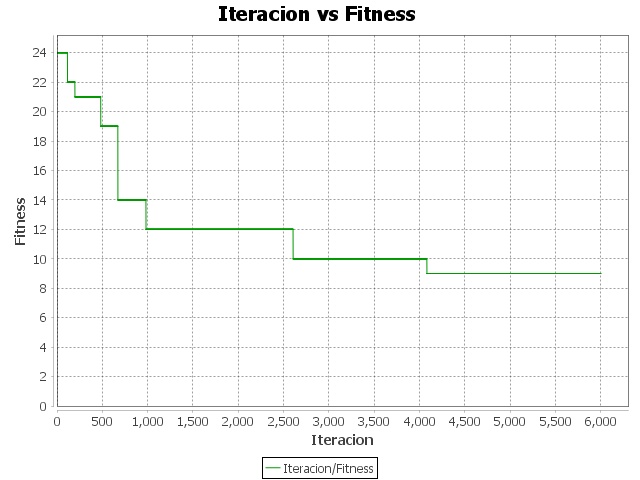 Iteracion vs Fitness
24
22
20
18
16
14
12
10
8
6
4
2
0
Fitness
0 500 1,000 1,500 2,000 2,500 3,000 3,500 4,000 4,500 5,000 5,500 6,000
Iteracion
Iteracion/Fitness